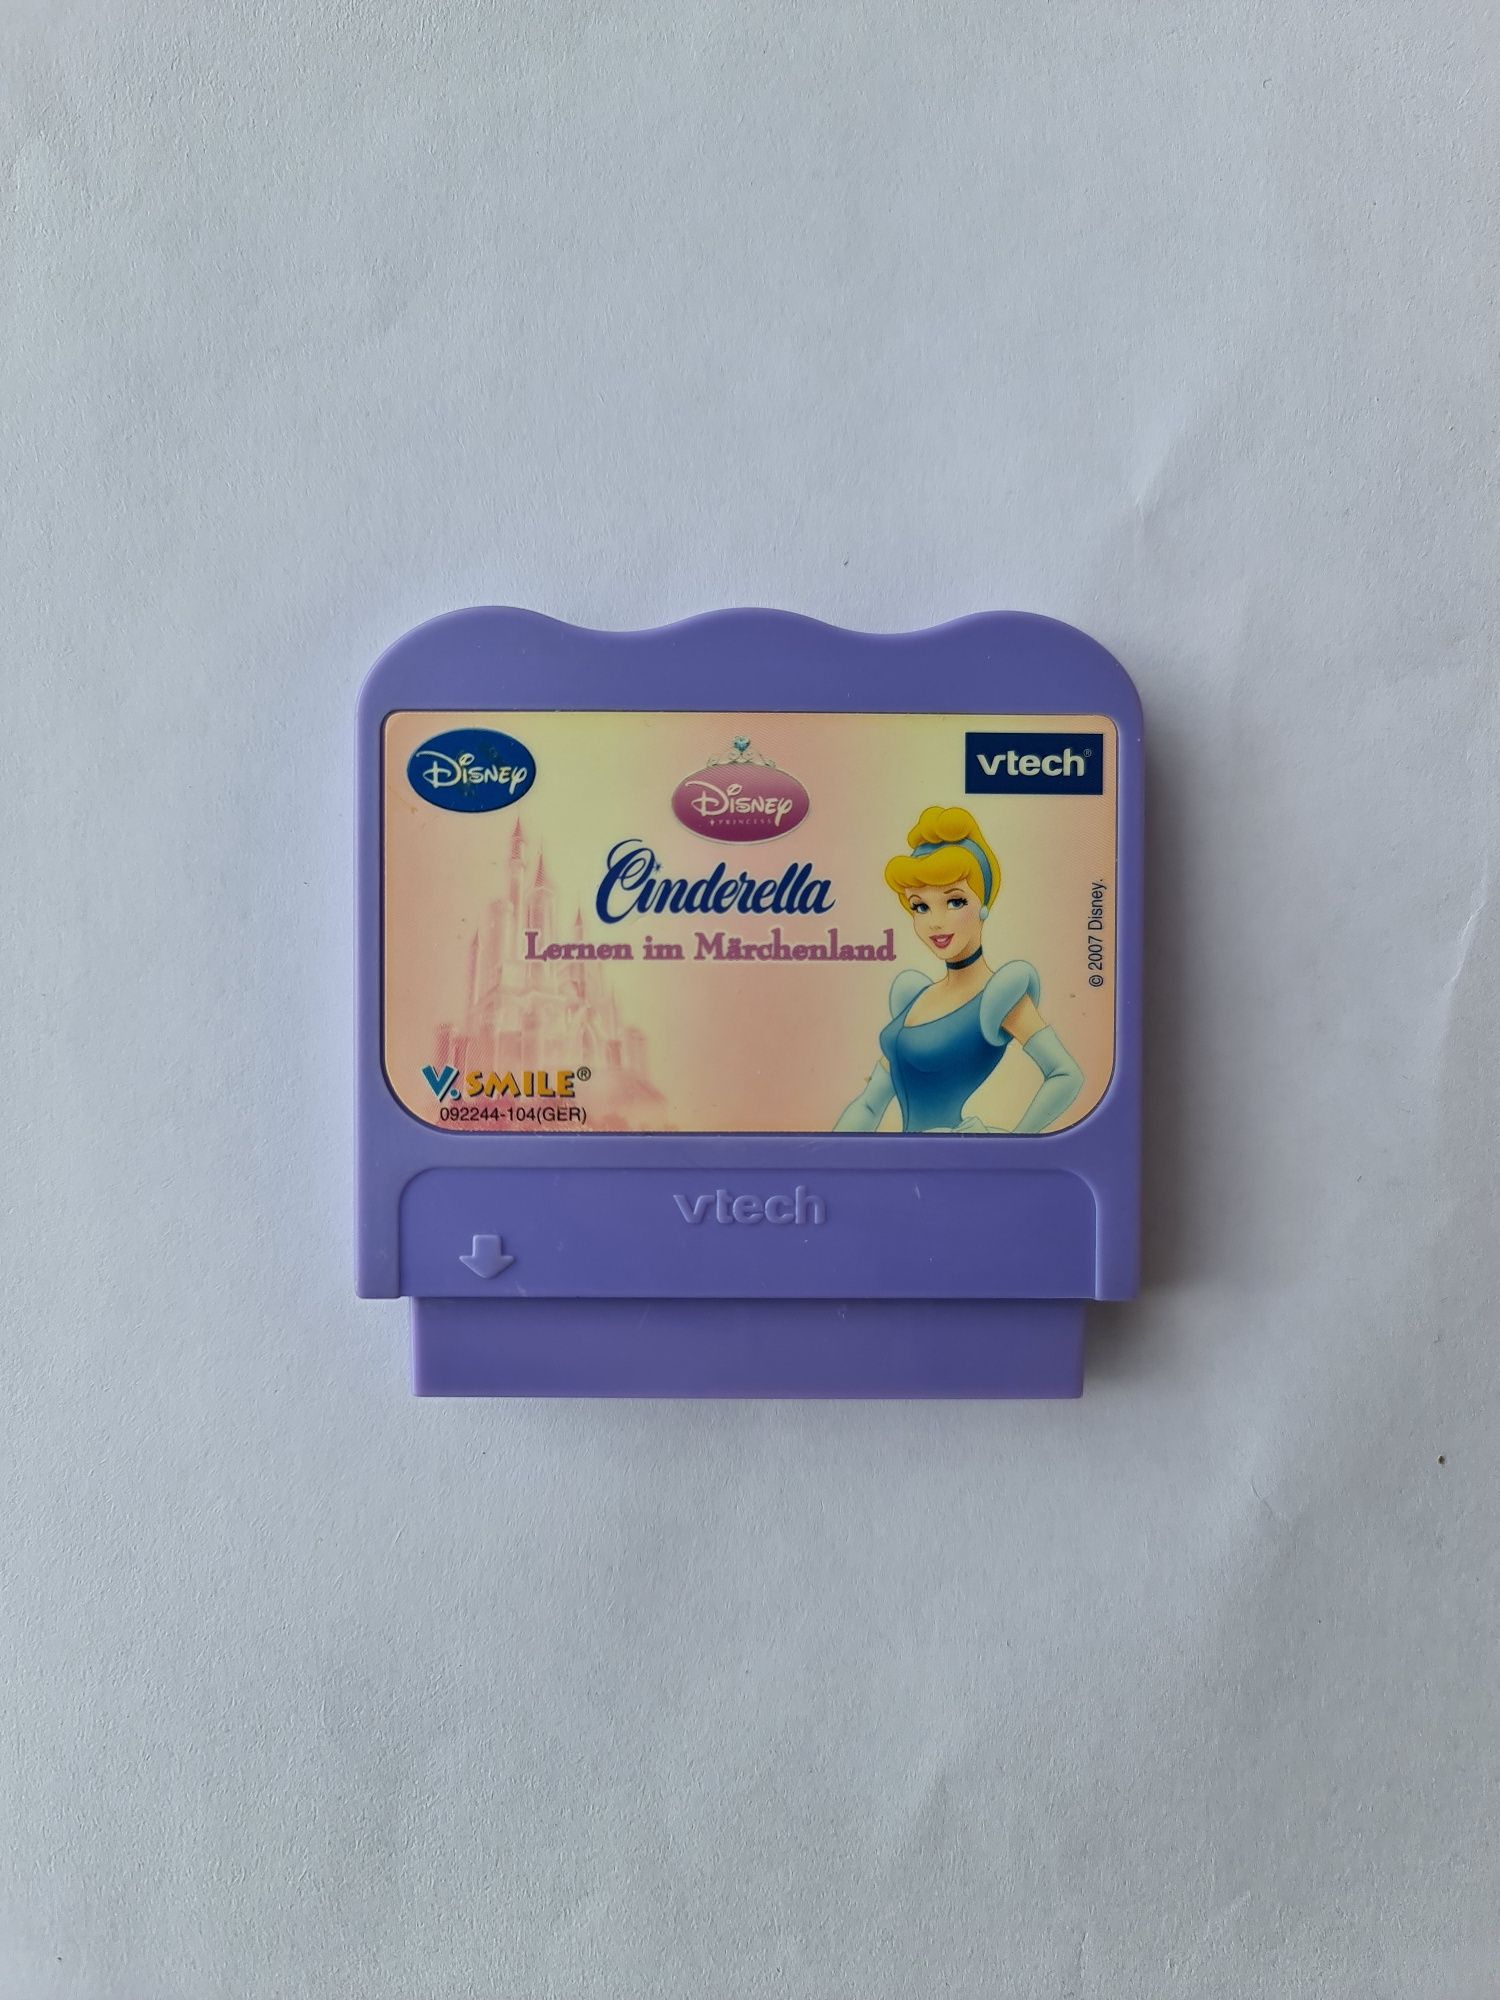 Disney
Disney
PRINCESS
vtech®
Cinderella
Lernen im Märchenland
© 2007 Disney.
V.SMILE®
092244-104(GER)
vtech